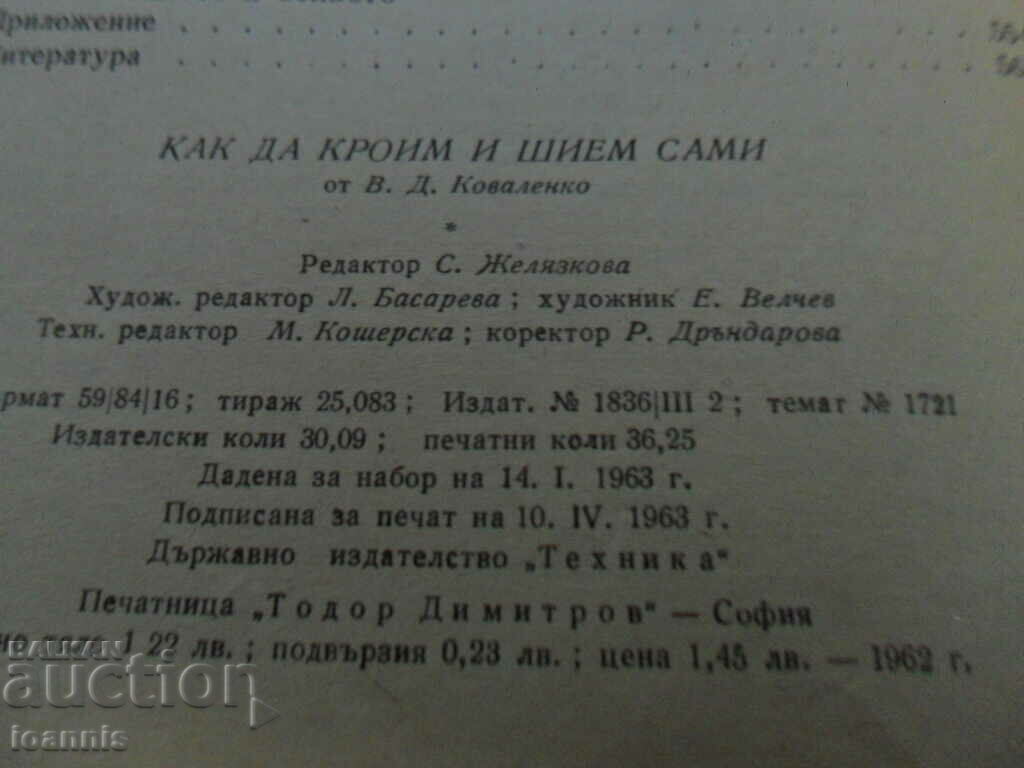 Приложение
Литература
КАК ДА КРОИМ И ШИЕМ САМИ
от В. Д. Коваленко
*
Редактор С. Желязкова
Худож. редактор Л. Басарева; художник Е. Велчев
Техн. редактор М. Кошерска; коректор Р. Дръндарова
рмат 59|84|16; тираж 25,083; Издат. № 1836|III 2; темат № 1721
Издателски коли 30,09; печатни коли 36,25
Дадена за набор на 14. I. 1963 г.
Подписана за печат на 10. IV. 1963 г.
Държавно издателство „Техника"
Печатница „Тодор Димитров" — София
1,22 лв.; подвързия 0,23 лв.; цена 1,45 лв. — 1962 г.
BALKAN
auction
ioannis